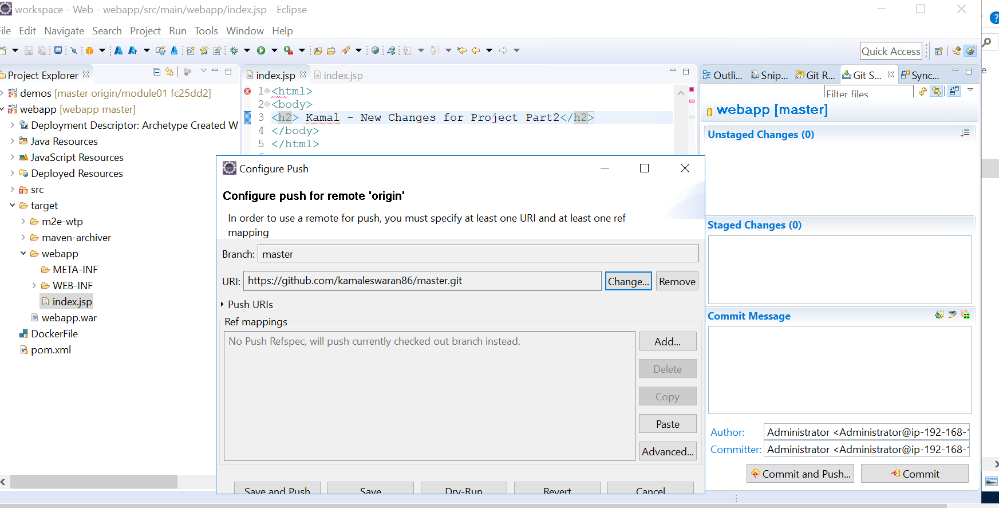 workspace - Web - webapp/src/main/webapp/index.jsp - Eclipse
ile Edit Navigate Search Project Run Tools Window Help
Quick Access
Project Explorer
demos [master origin/module01 fc25dd2]
webapp [webapp master]
Deployment Descriptor: Archetype Created W
Java Resources
JavaScript Resources
Deployed Resources
src
target
m2e-wtp
maven-archiver
webapp
META-INF
WEB-INF
index.jsp
webapp.war
DockerFile
pom.xml
index.jsp index.jsp
1 <html>
2 <body>
3 <h2> Kamal - New Changes for Project Part2</h2>
4 </body>
5 </html>
Configure Push
Configure push for remote 'origin'
In order to use a remote for push, you must specify at least one URI and at least one ref
mapping
Branch: master
URI: https://github.com/kamaleswaran86/master.git Change... Remove
Push URIs
Ref mappings
No Push Refspec, will push currently checked out branch instead.
Add...
Delete
Copy
Paste
Advanced...
Save and Push Save Dry-Run Revert Cancel
Outli... Snip... Git R... Git S... Sync...
Filter files
webapp [master]
Unstaged Changes (0)
Staged Changes (0)
Commit Message
Author: Administrator <Administrator@ip-192-168-1
Committer: Administrator <Administrator@ip-192-168-1
Commit and Push... Commit
?
e